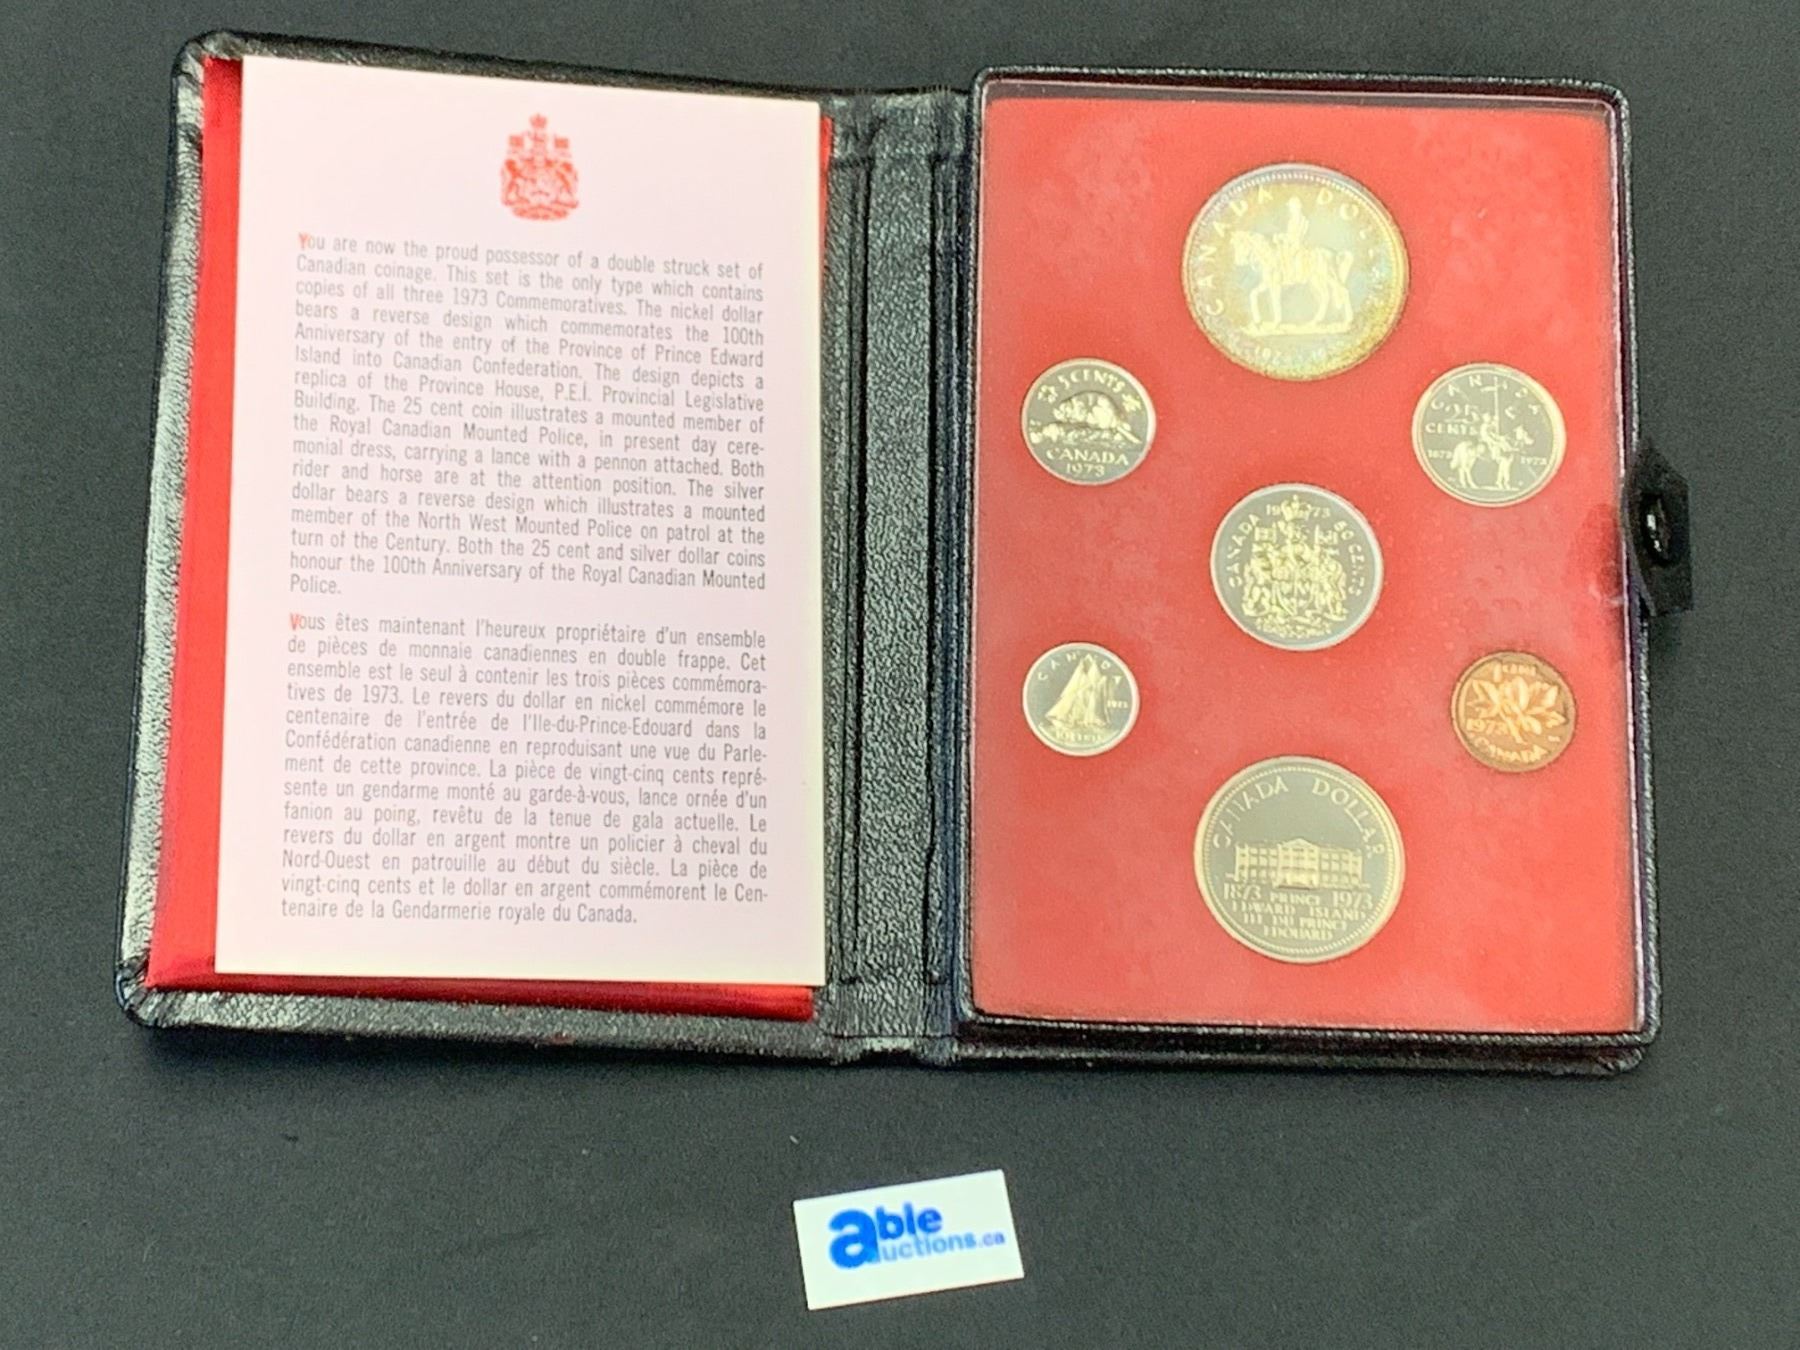 You are now the proud possessor of a double struck set of
Canadian coinage. This set is the only type which contains
copies of all three 1973 Commemoratives. The nickel dollar
bears a reverse design which commemorates the 100th
Anniversary of the entry of the Province of Prince Edward
Island into Canadian Confederation. The design depicts a
replica of the Province House, P.E.I. Provincial Legislative
Building. The 25 cent coin illustrates a mounted member of
the Royal Canadian Mounted Police, in present day cere-
monial dress, carrying a lance with a pennon attached. Both
rider and horse are at the attention position. The silver
dollar bears a reverse design which illustrates a mounted
member of the North West Mounted Police on patrol at the
turn of the Century. Both the 25 cent and silver dollar coins
honour the 100th Anniversary of the Royal Canadian Mounted
Police.
Vous êtes maintenant l'heureux propriétaire d'un ensemble
de pièces de monnaie canadiennes en double frappe. Cet
ensemble est le seul à contenir les trois pièces commémora-
tives de 1973. Le revers du dollar en nickel commémore le
centenaire de l'entrée de l'Ile-du-Prince-Edouard dans la
Confédération canadienne en reproduisant une vue du Parle-
ment de cette province. La pièce de vingt-cinq cents repré-
sente un gendarme monté au garde-à-vous, lance ornée d'un
fanion au poing, revêtu de la tenue de gala actuelle. Le
revers du dollar en argent montre un policier à cheval du
Nord-Ouest en patrouille au début du siècle. La pièce de
vingt-cinq cents et le dollar en argent commémorent le Cen-
tenaire de la Gendarmerie royale du Canada.
CANADA DOLLAR
5 CENTS
CANADA
1973
CANADA
25
CENTS
1873 1973
1973
CANADA 50 CENTS
CANADA
1973
10 CENTS
1 CENT
1973
CANADA
CANADA DOLLAR
1873 PRINCE 1973
EDWARD ISLAND
ILE DU PRINCE
EDOUARD
able
auctions.ca